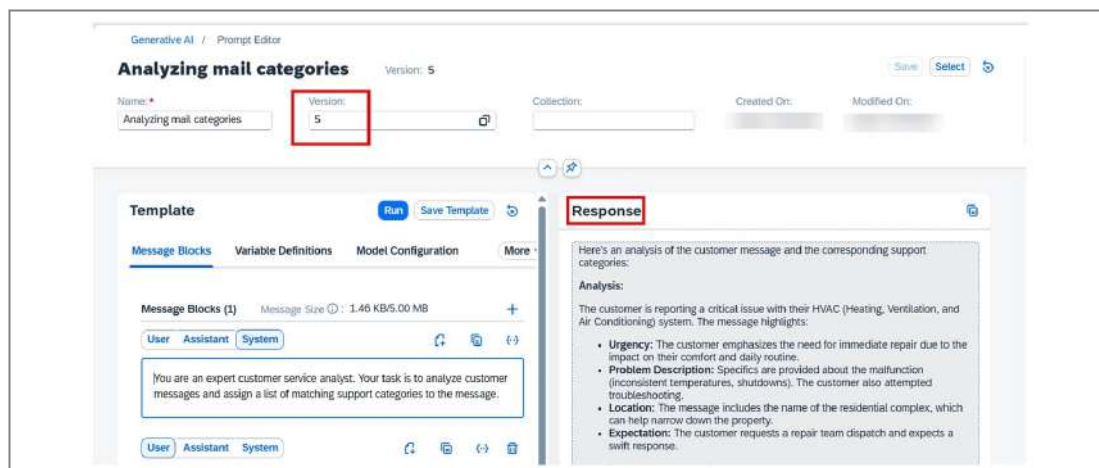 Generative AI / Prompt Editor
Analyzing mail categories Version: 5
Save Select
Name:* Version: Collection: Created On: Modified On:
Analyzing mail categories 5
Template
Run Save Template
Message Blocks Variable Definitions Model Configuration More
Message Blocks (1) Message Size : 1.46 KB/5.00 MB
User Assistant System
You are an expert customer service analyst. Your task is to analyze customer
messages and assign a list of matching support categories to the message.
User Assistant System
Response
Here's an analysis of the customer message and the corresponding support
categories:
Analysis:
The customer is reporting a critical issue with their HVAC (Heating, Ventilation, and
Air Conditioning) system. The message highlights:
• Urgency: The customer emphasizes the need for immediate repair due to the
impact on their comfort and daily routine.
• Problem Description: Specifics are provided about the malfunction
(inconsistent temperatures, shutdowns). The customer also attempted
troubleshooting.
• Location: The message includes the name of the residential complex, which
can help narrow down the property.
• Expectation: The customer requests a repair team dispatch and expects a
swift response.